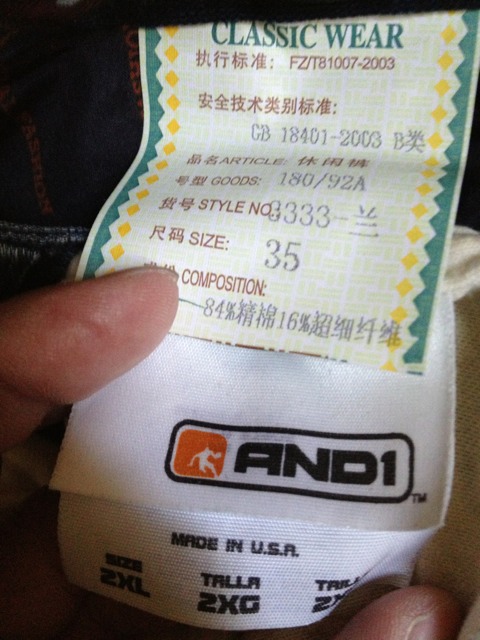 CLASSIC WEAR
执行标准: FZ/T81007-2003
安全技术类别标准:
GB 18401-2003 B类
品名ARTICLE: 休闲裤
号型 GOODS: 180/92A
货号 STYLE NO: 3333-兰
尺码 SIZE: 35
COMPOSITION:
84%精棉16%超细纤维
AND1
TM
MADE IN U.S.A.
SIZE TALLA
2XL 2XG
FASHION